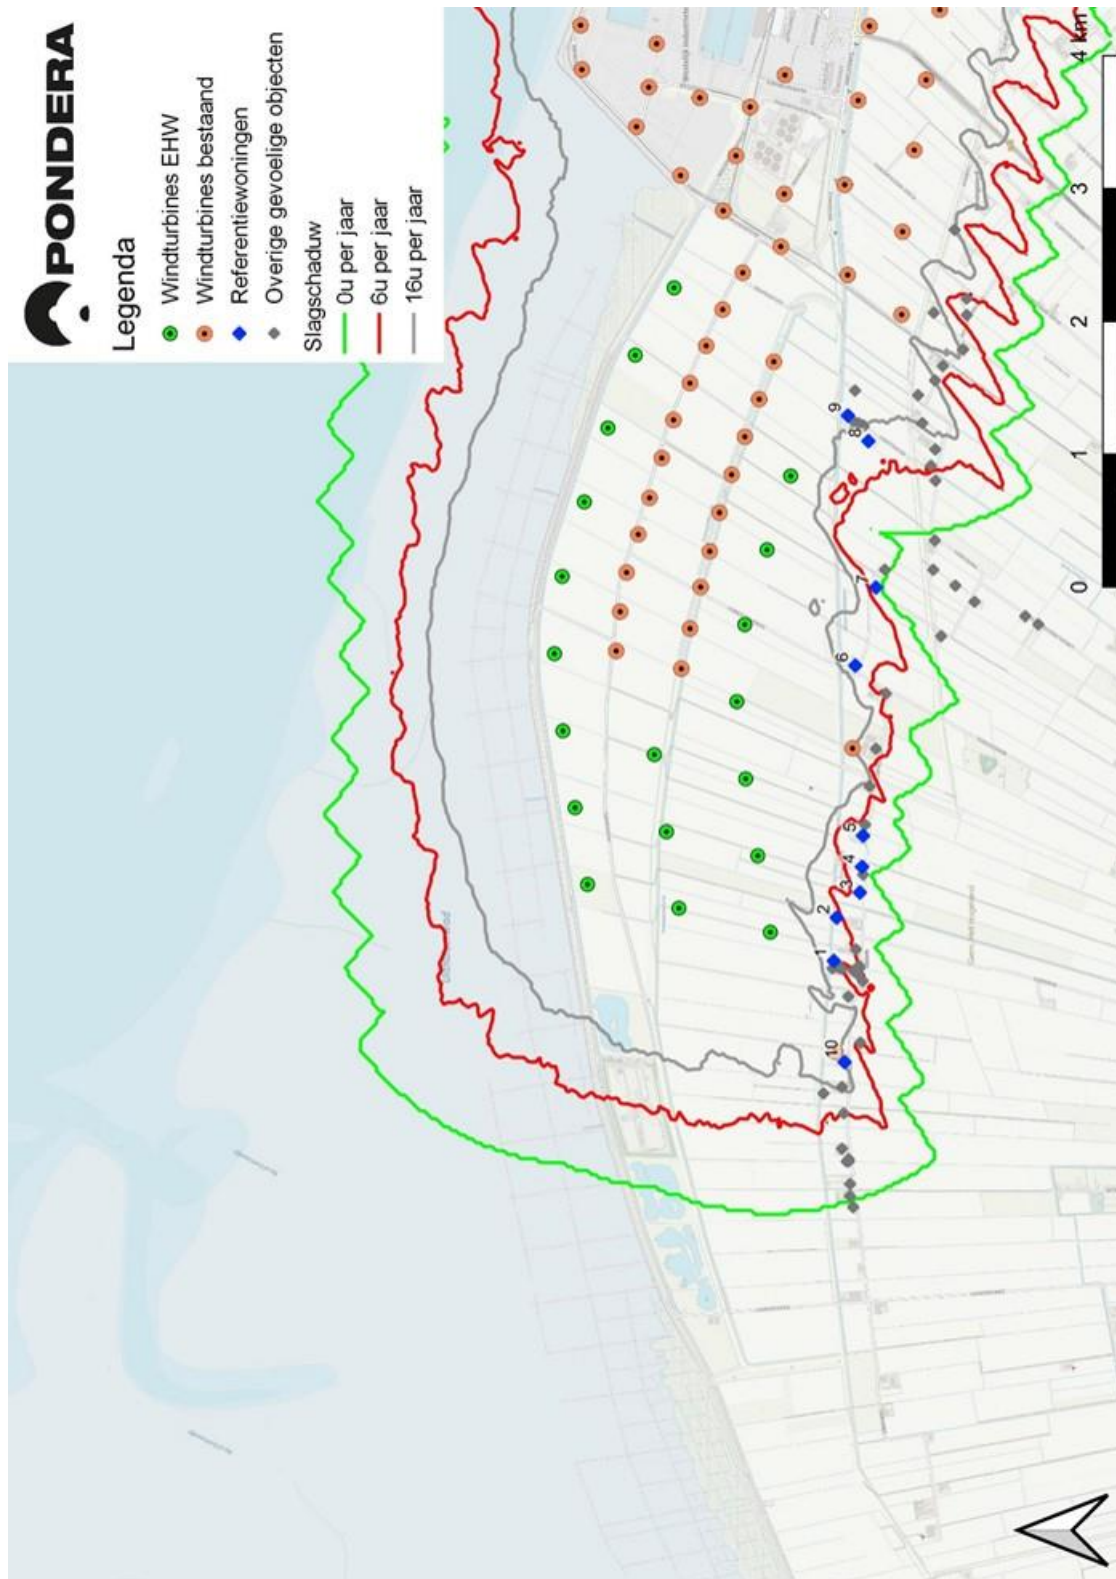 PONDERA
Legenda
Windturbines EHW
Windturbines bestaand
Referentiewoningen
Overige gevoelige objecten
Slagschaduw
0u per jaar
6u per jaar
16u per jaar
10
1
2
3
4
5
6
7
8
9
0
1
2
3
4 km